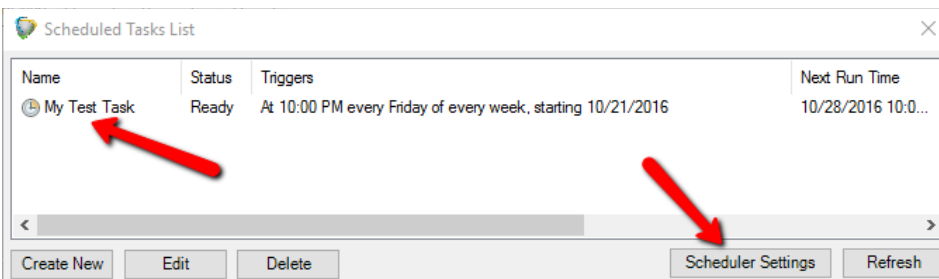 Scheduled Tasks List
Name Status Triggers Next Run Time
My Test Task Ready At 10:00 PM every Friday of every week, starting 10/21/2016 10/28/2016 10:0...
Create New Edit Delete Scheduler Settings Refresh